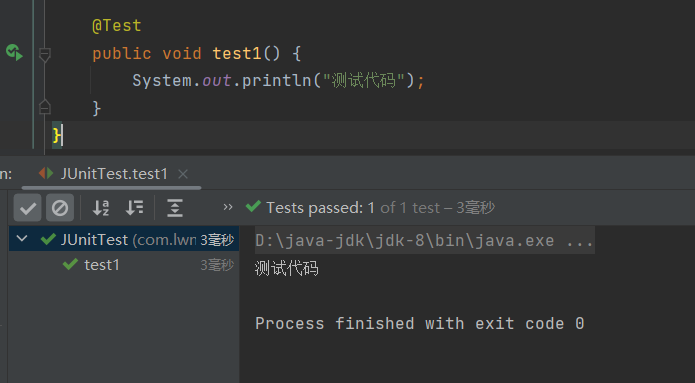 @Test
public void test1() {
System.out.println("测试代码");
}
}
n: JUnitTest.test1 ×
» Tests passed: 1 of 1 test – 3毫秒
JUnitTest (com.lwn 3毫秒
test1 3毫秒
D:\java-jdk\jdk-8\bin\java.exe ...
测试代码
Process finished with exit code 0